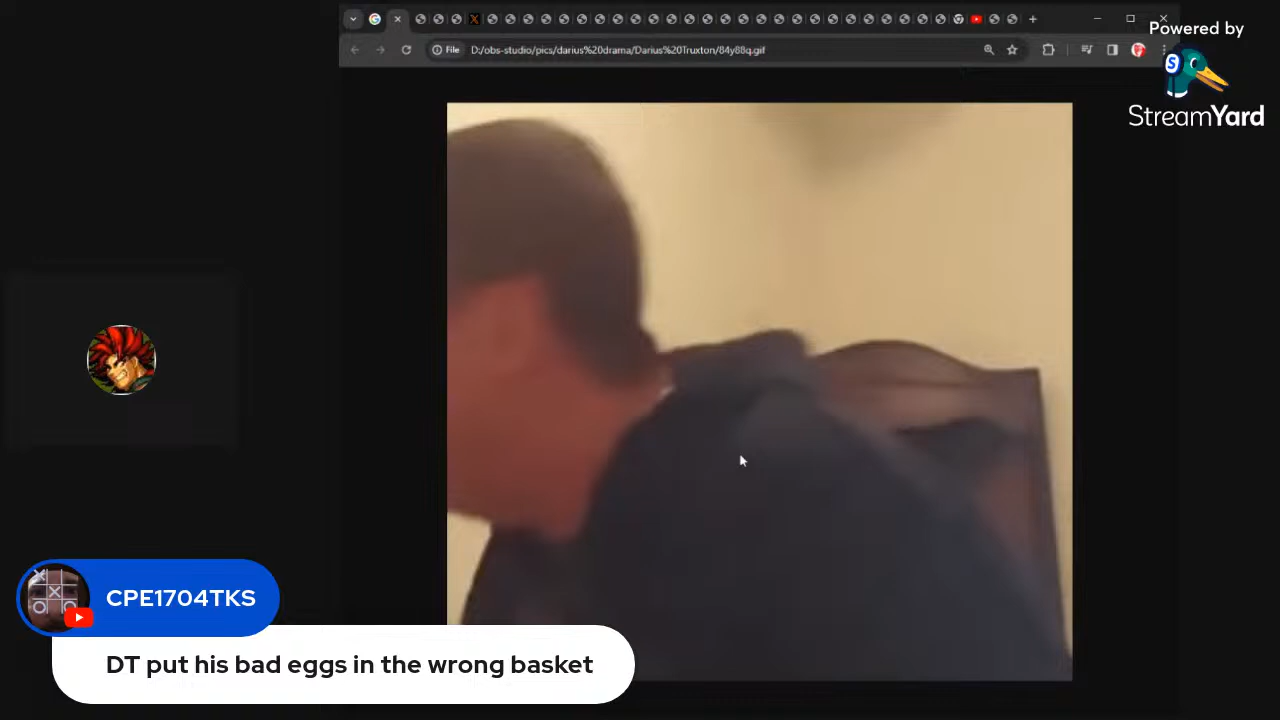 File
D:/obs-studio/pics/darius%20drama/Darius%20Truxton/84y88q.gif
Powered by
S
StreamYard
CPE1704TKS
DT put his bad eggs in the wrong basket